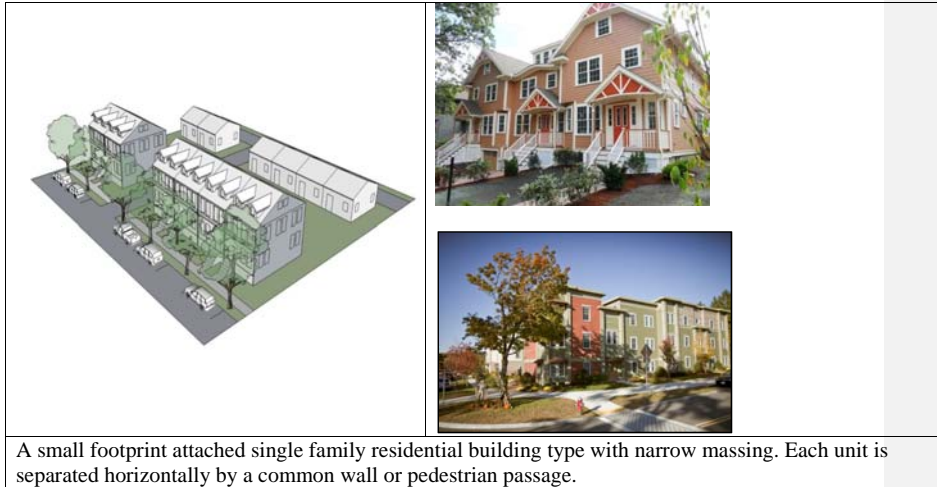 A small footprint attached single family residential building type with narrow massing. Each unit is
separated horizontally by a common wall or pedestrian passage.